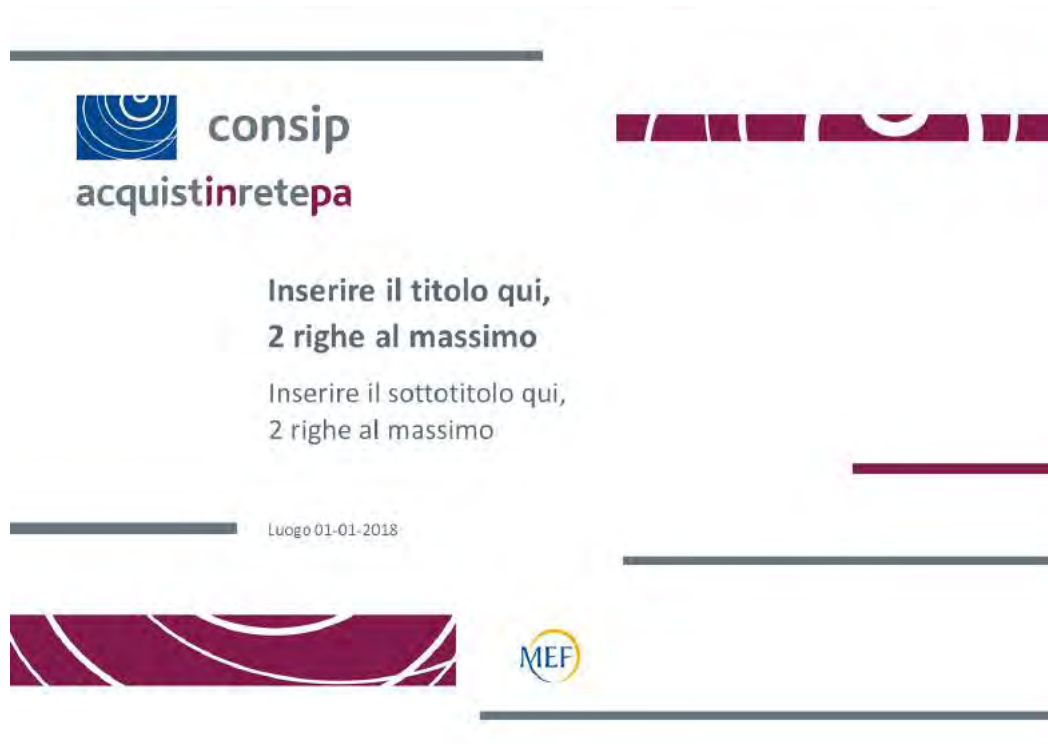 consip
acquistinretepa
Inserire il titolo qui,
2 righe al massimo
Inserire il sottotitolo qui,
2 righe al massimo
Luogo 01-01-2018
MEF